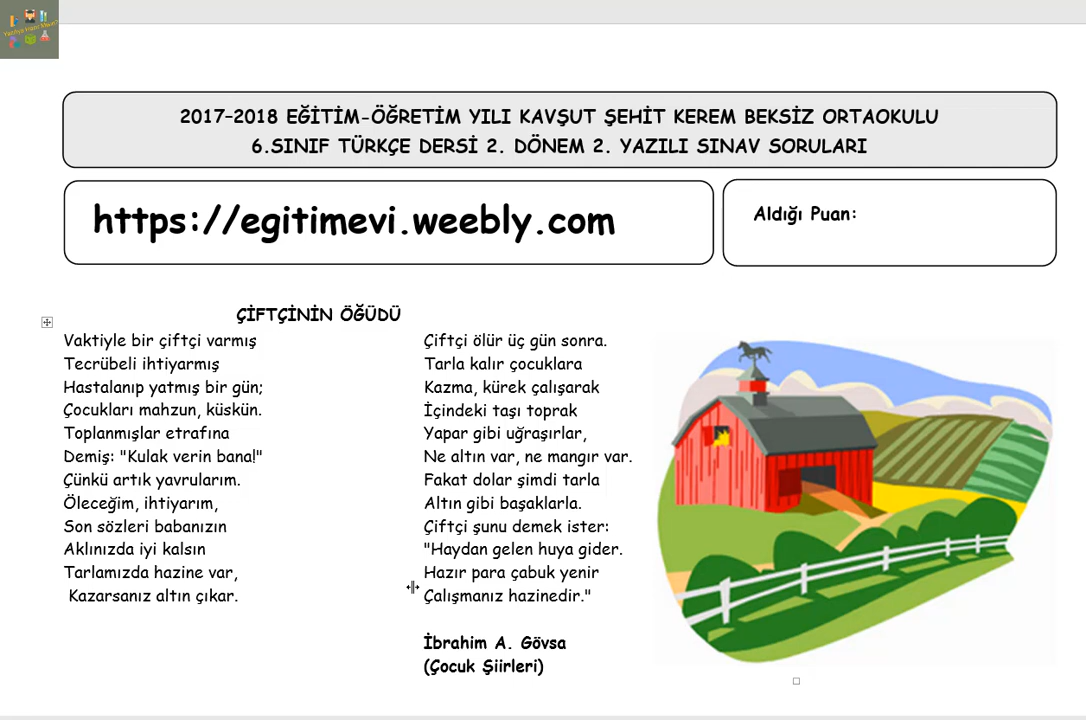 2017-2018 EĞİTİM-ÖĞRETİM YILI KAVŞUT ŞEHİT KEREM BEKSİZ ORTAOKULU
6.SINIF TÜRKÇE DERSİ 2. DÖNEM 2. YAZILI SINAV SORULARI
https://egitimevi.weebly.com
Aldığı Puan:
ÇİFTÇİNİN ÖĞÜDÜ
Vaktiyle bir çiftçi varmış
Tecrübeli ihtiyarmış
Hastalanıp yatmış bir gün;
Çocukları mahzun, küskün.
Toplanmışlar etrafına
Demiş: "Kulak verin bana!"
Çünkü artık yavrularım.
Öleceğim, ihtiyarım,
Son sözleri babanızın
Aklınızda iyi kalsın
Tarlamızda hazine var,
Kazarsanız altın çıkar.
Çiftçi ölür üç gün sonra.
Tarla kalır çocuklara
Kazma, kürek çalışarak
İçindeki taşı toprak
Yapar gibi uğraşırlar,
Ne altın var, ne mangır var.
Fakat dolar şimdi tarla
Altın gibi başaklarla.
Çiftçi şunu demek ister:
"Haydan gelen huya gider.
Hazır para çabuk yenir
Çalışmanız hazinedir."
İbrahim A. Gövsa
(Çocuk Şiirleri)